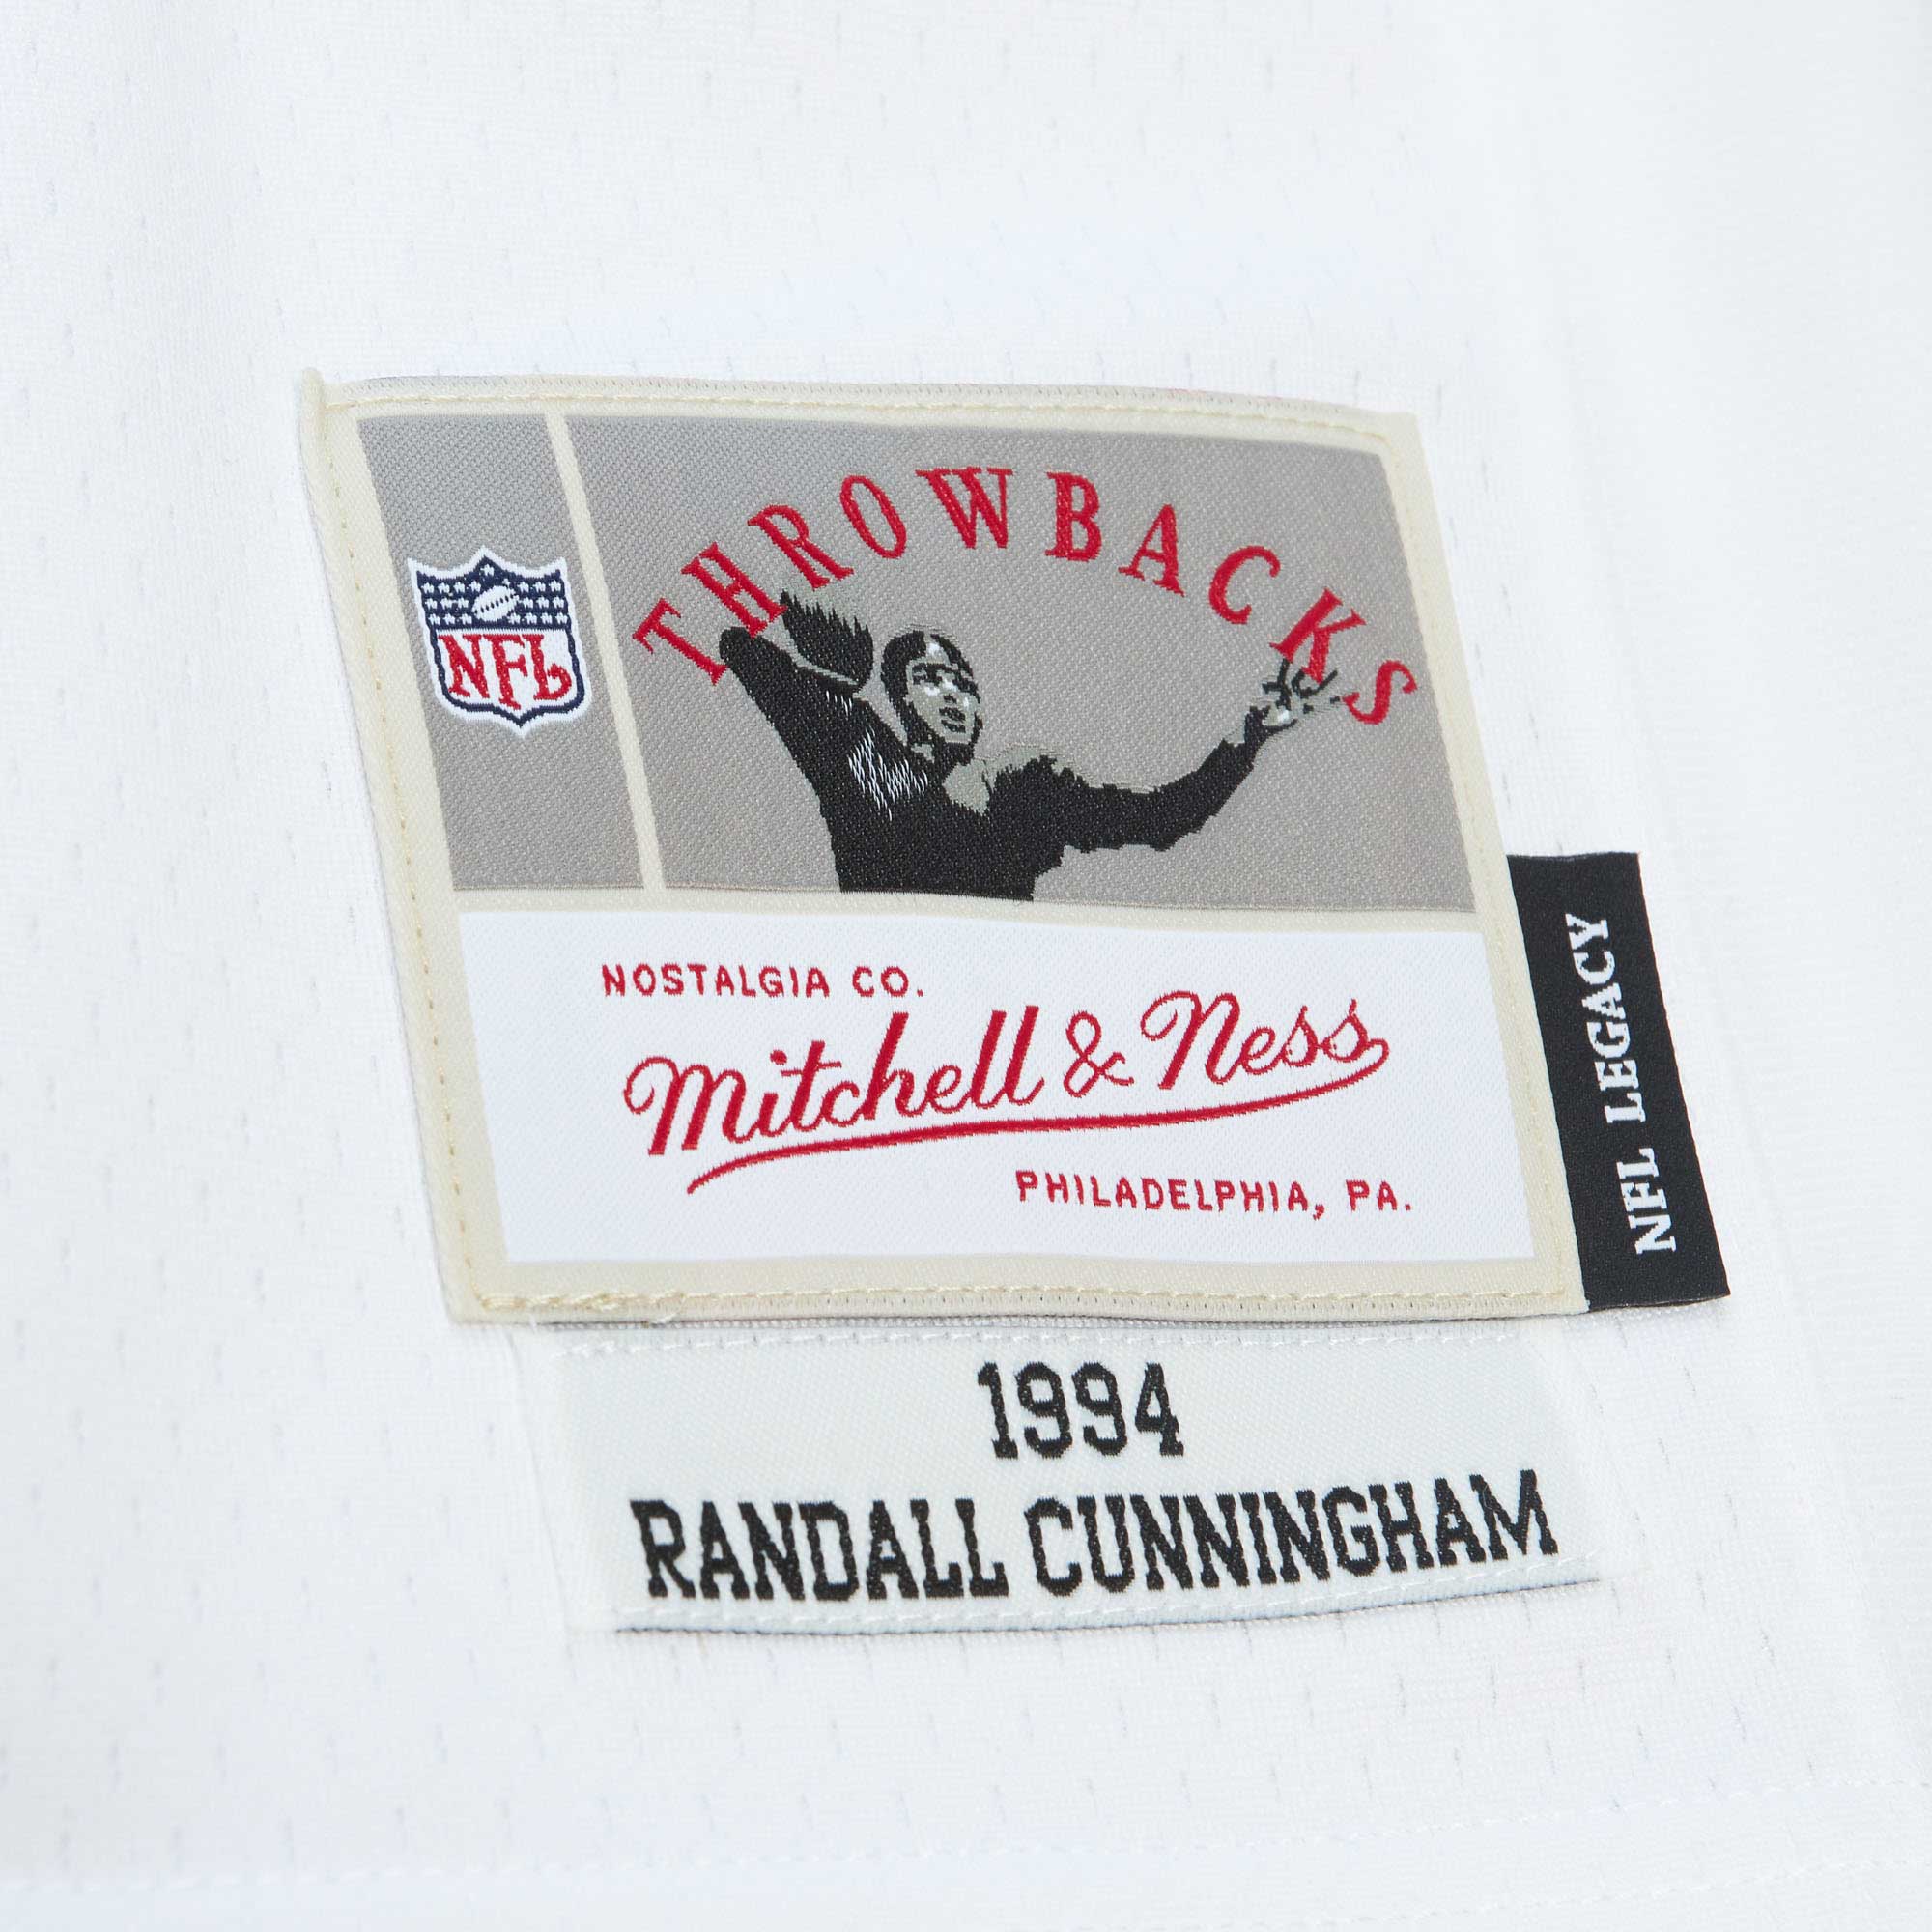 THROWBACKS
NFL
NOSTALGIA CO.
Mitchell & Ness
PHILADELPHIA, PA.
NFL LEGACY
1994
RANDALL CUNNINGHAM